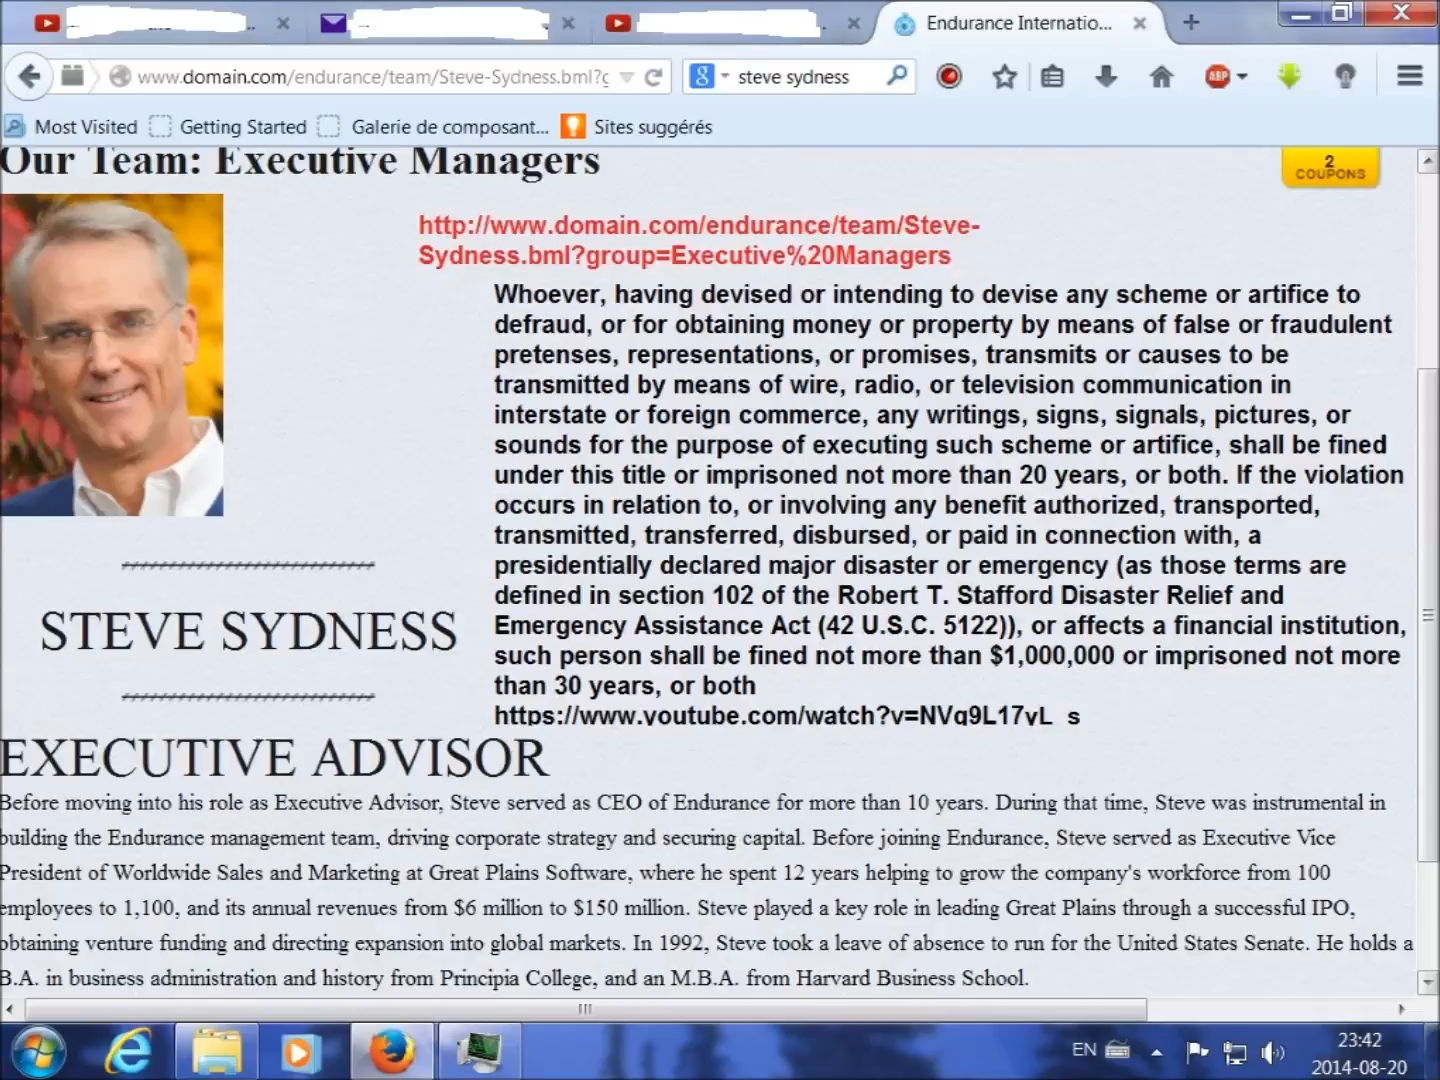 Endurance Internatio...
www.domain.com/endurance/team/Steve-Sydness.bml?g
steve sydness
ABP
Most Visited Getting Started Galerie de composant... Sites suggérés
Our Team: Executive Managers
2
COUPONS
http://www.domain.com/endurance/team/Steve-
Sydness.bml?group=Executive%20Managers
Whoever, having devised or intending to devise any scheme or artifice to
defraud, or for obtaining money or property by means of false or fraudulent
pretenses, representations, or promises, transmits or causes to be
transmitted by means of wire, radio, or television communication in
interstate or foreign commerce, any writings, signs, signals, pictures, or
sounds for the purpose of executing such scheme or artifice, shall be fined
under this title or imprisoned not more than 20 years, or both. If the violation
occurs in relation to, or involving any benefit authorized, transported,
transmitted, transferred, disbursed, or paid in connection with, a
presidentially declared major disaster or emergency (as those terms are
defined in section 102 of the Robert T. Stafford Disaster Relief and
Emergency Assistance Act (42 U.S.C. 5122)), or affects a financial institution,
such person shall be fined not more than $1,000,000 or imprisoned not more
than 30 years, or both
STEVE SYDNESS
EXECUTIVE ADVISOR
Before moving into his role as Executive Advisor, Steve served as CEO of Endurance for more than 10 years. During that time, Steve was instrumental in
building the Endurance management team, driving corporate strategy and securing capital. Before joining Endurance, Steve served as Executive Vice
President of Worldwide Sales and Marketing at Great Plains Software, where he spent 12 years helping to grow the company's workforce from 100
employees to 1,100, and its annual revenues from $6 million to $150 million. Steve played a key role in leading Great Plains through a successful IPO,
obtaining venture funding and directing expansion into global markets. In 1992, Steve took a leave of absence to run for the United States Senate. He holds a
B.A. in business administration and history from Principia College, and an M.B.A. from Harvard Business School.
EN
23:42
2014-08-20